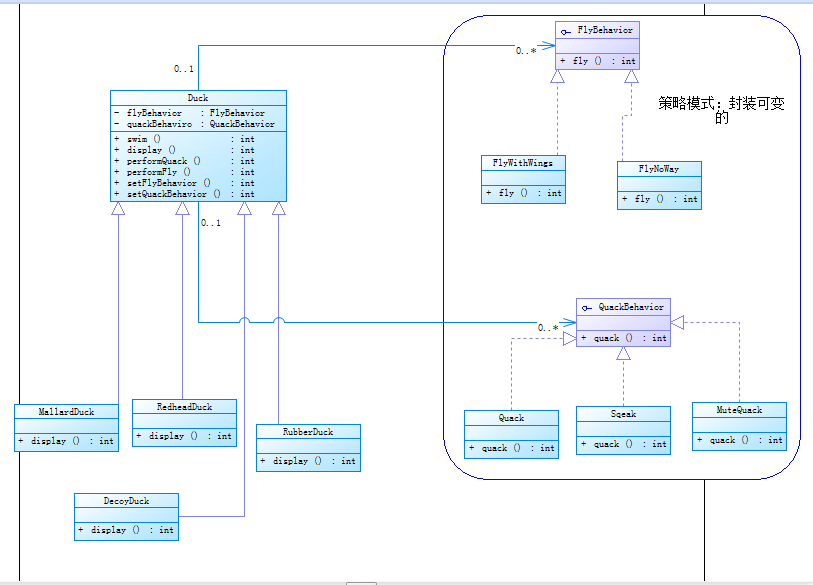 FlyBehavior
+ fly () : int
0..*
0..1
策略模式：封装可变
的
Duck
- flyBehavior : FlyBehavior
- quackBehaviro : QuackBehavior
+ swim () : int
+ display () : int
+ performQuack () : int
+ performFly () : int
+ setFlyBehavior () : int
+ setQuackBehavior () : int
FlyWithWings
+ fly () : int
FlyNoWay
+ fly () : int
0..1
QuackBehavior
+ quack () : int
0..*
MallardDuck
+ display () : int
RedheadDuck
+ display () : int
RubberDuck
+ display () : int
Quack
+ quack () : int
Sqeak
+ quack () : int
MuteQuack
+ quack () : int
DecoyDuck
+ display () : int